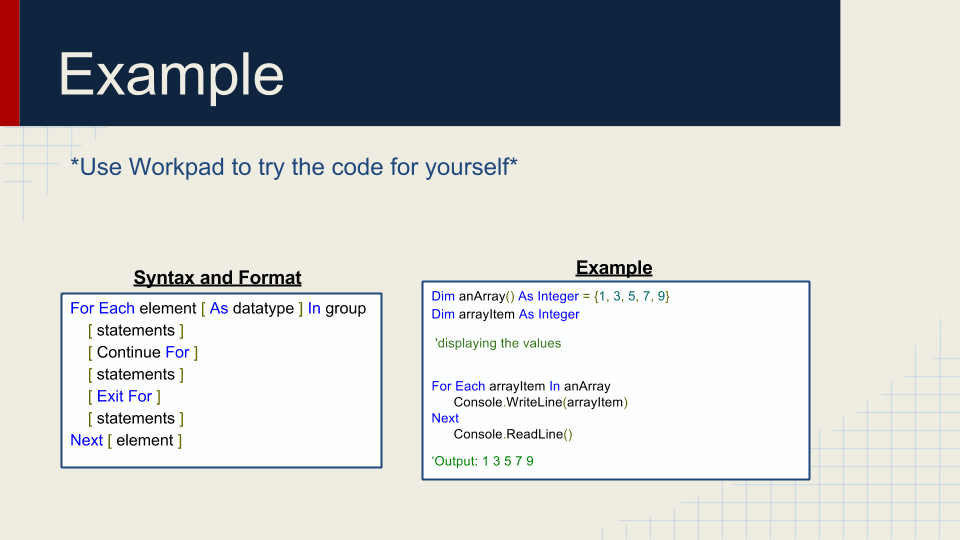 Example
*Use Workpad to try the code for yourself*
Syntax and Format
For Each element [ As datatype ] In group
[ statements ]
[ Continue For ]
[ statements ]
[ Exit For ]
[ statements ]
Next [ element ]
Example
Dim anArray() As Integer = {1, 3, 5, 7, 9}
Dim arrayItem As Integer
'displaying the values
For Each arrayItem In anArray
Console.WriteLine(arrayItem)
Next
Console.ReadLine()
‘Output: 1 3 5 7 9